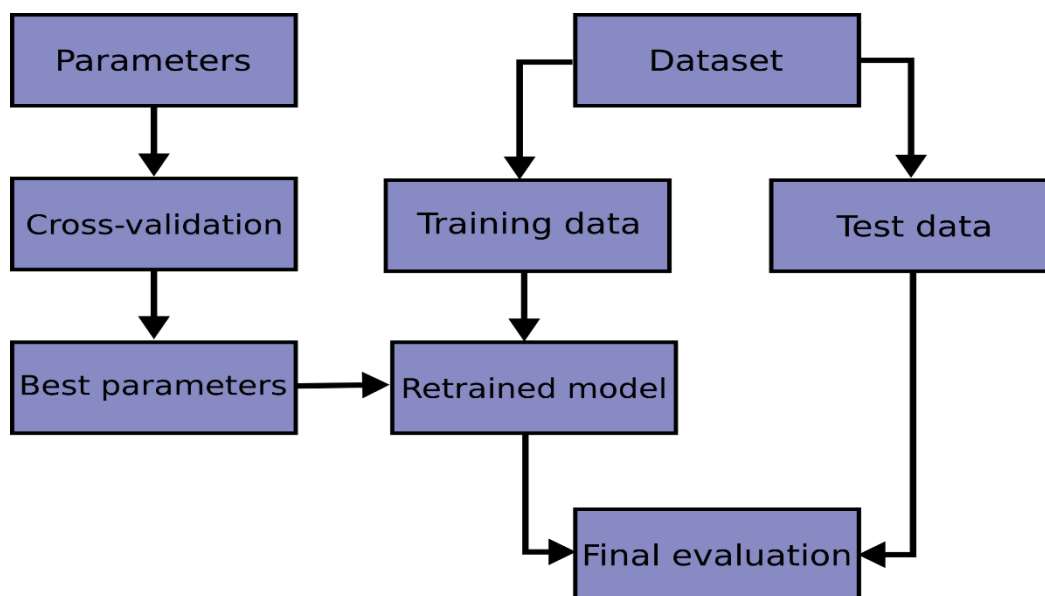 Parameters
Dataset
Cross-validation
Training data
Test data
Best parameters
Retrained model
Final evaluation